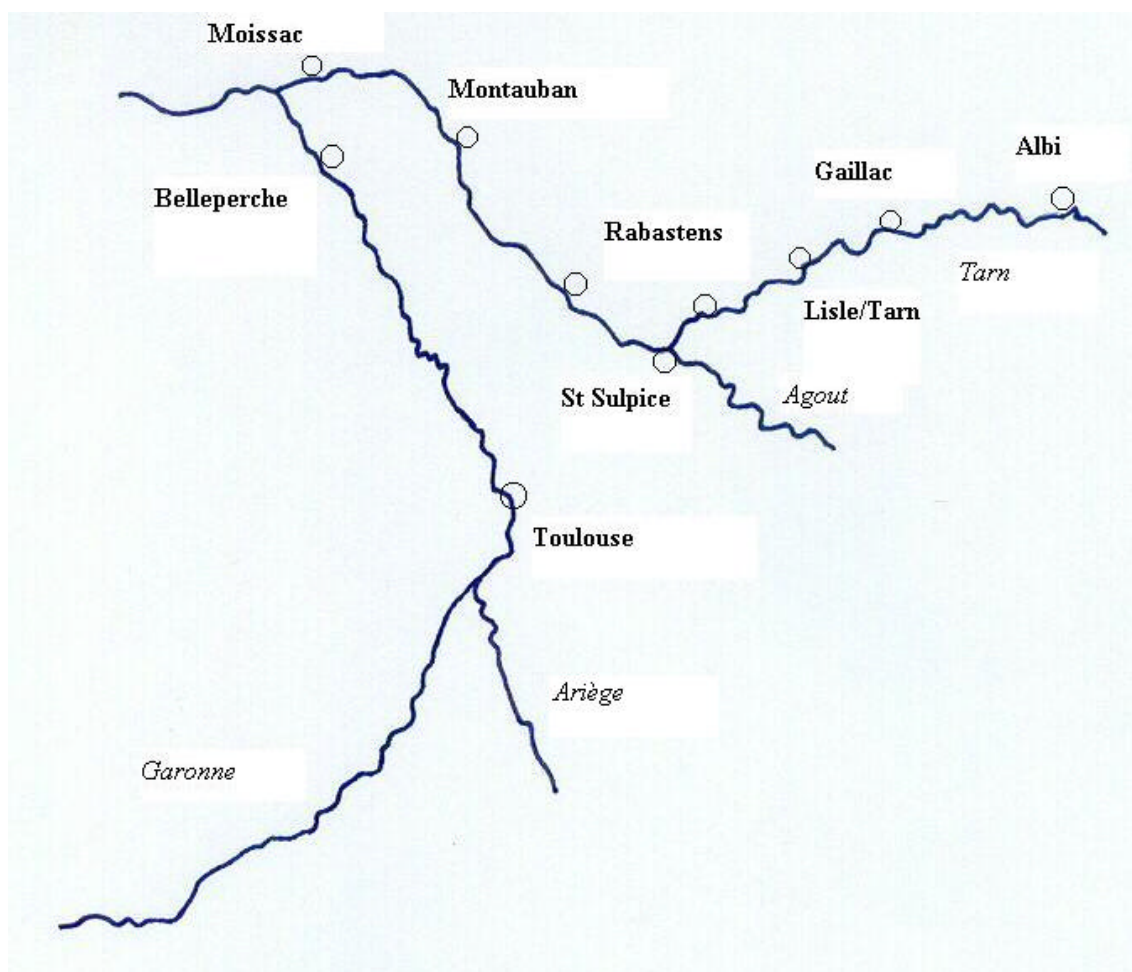 Moissac
Montauban
Albi
Gaillac
Belleperche
Rabastens
Tarn
Lisle/Tarn
St Sulpice
Agout
Toulouse
Ariège
Garonne